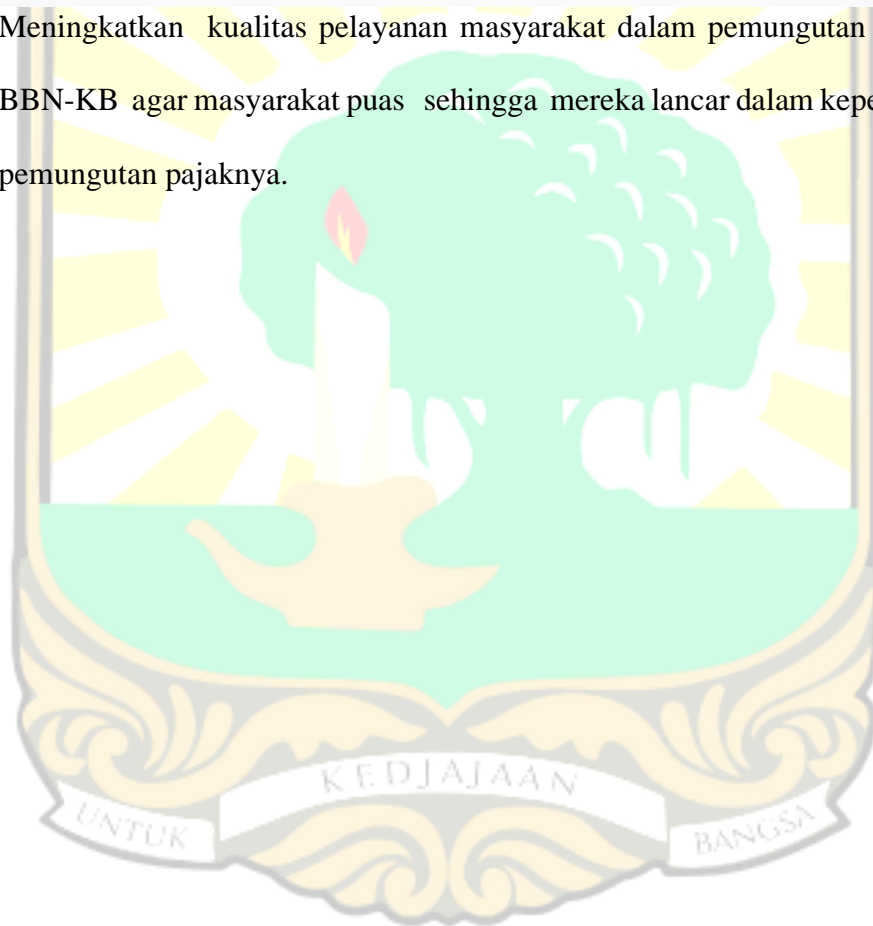 Meningkatkan kualitas pelayanan masyarakat dalam pemungutan
BBN-KB agar masyarakat puas sehingga mereka lancar dalam
pemungutan pajaknya.
KEDJAJAAN
UNTUK
BANGSA